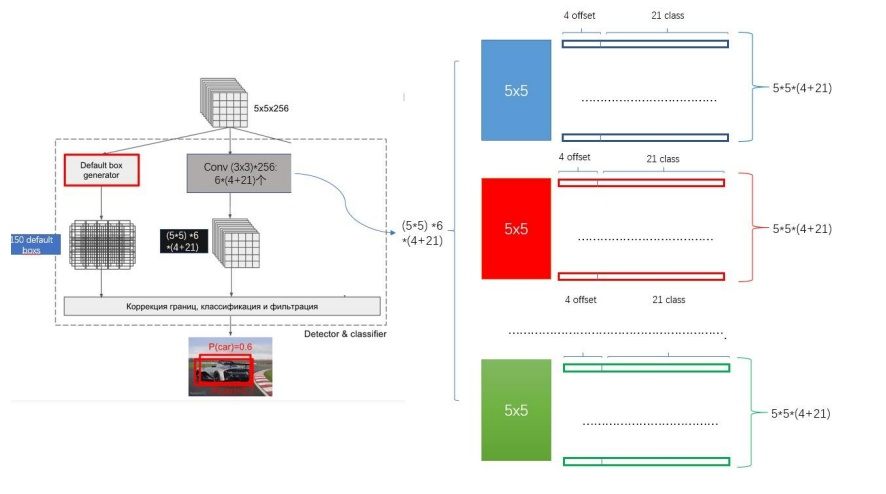 5x5x256
Default box
generator
Conv (3x3)*256:
6*(4+21)个
150 default
boxs
(5*5) *6
*(4+21)
Коррекция границ, классификация и фильтрация
Detector & classifier
P(car)=0.6
(5*5) *6
*(4+21)
4 offset
21 class
5x5
5*5*(4+21)
4 offset
21 class
5x5
5*5*(4+21)
4 offset
21 class
5x5
5*5*(4+21)